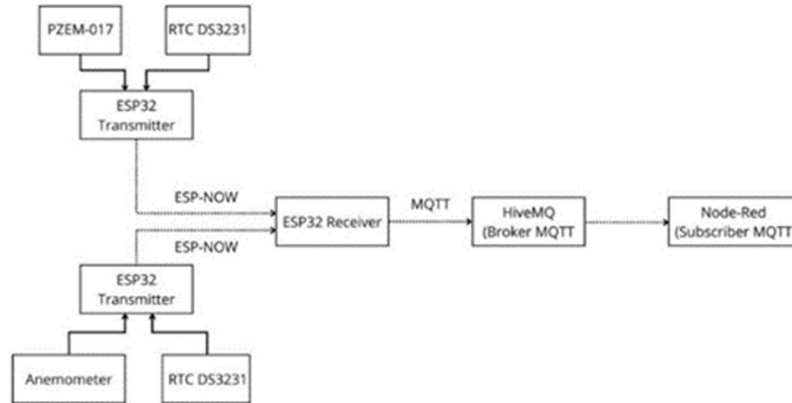 PZEM-017
RTC DS3231
ESP32
Transmitter
ESP-NOW
ESP-NOW
ESP32 Receiver
MQTT
HiveMQ
(Broker MQTT
Node-Red
(Subscriber MQTT
ESP32
Transmitter
Anemometer
RTC DS3231